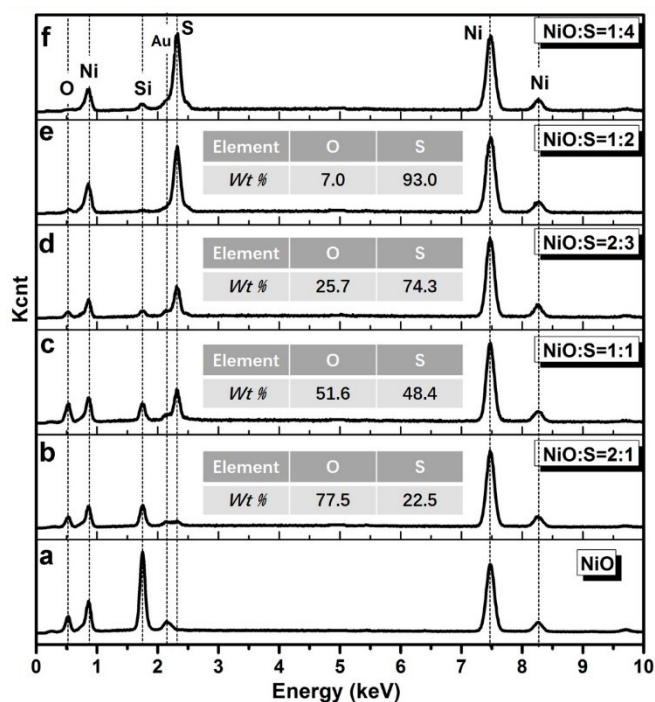 f
O
Ni
Si
Au
S
Ni
Ni
NiO:S=1:4
e
NiO:S=1:2
Element O S
Wt % 7.0 93.0
d
NiO:S=2:3
Element O S
Wt % 25.7 74.3
c
NiO:S=1:1
Element O S
Wt % 51.6 48.4
b
NiO:S=2:1
Element O S
Wt % 77.5 22.5
a
NiO
Kcnt
0 1 2 3 4 5 6 7 8 9 10
Energy (keV)